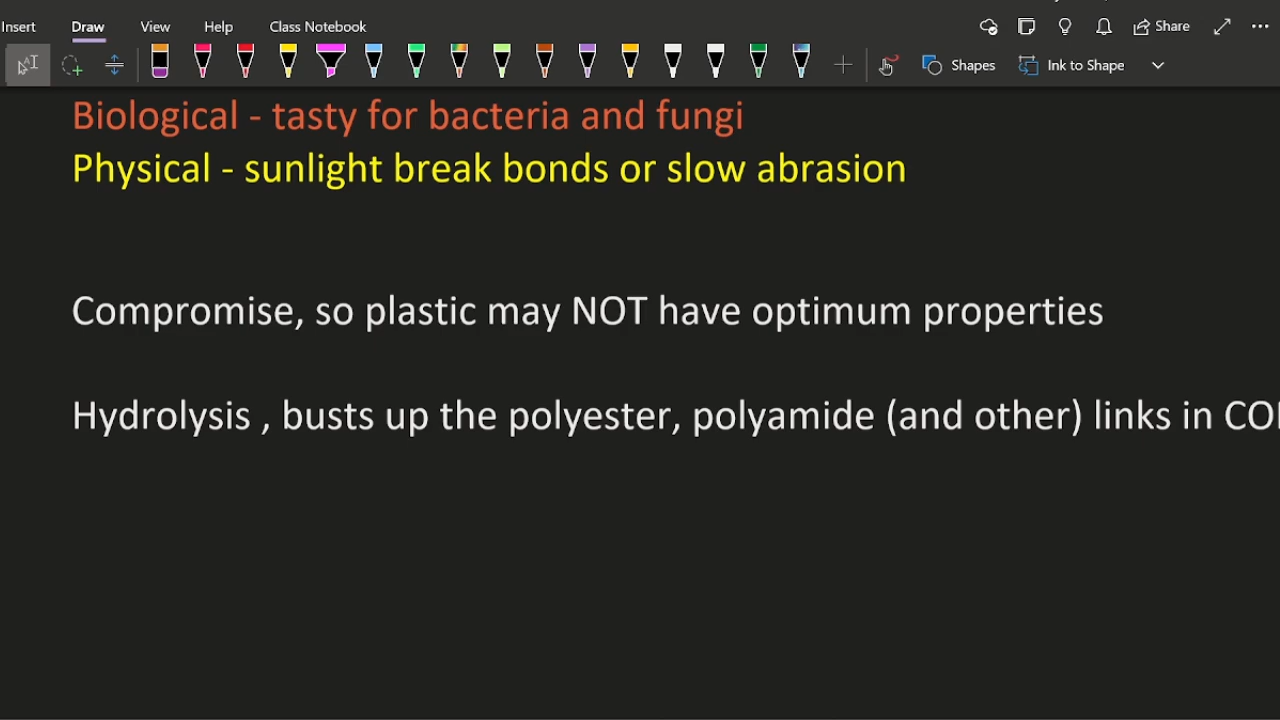 Insert Draw View Help Class Notebook Share
Shapes Ink to Shape
Biological - tasty for bacteria and fungi
Physical - sunlight break bonds or slow abrasion
Compromise, so plastic may NOT have optimum properties
Hydrolysis , busts up the polyester, polyamide (and other) links in